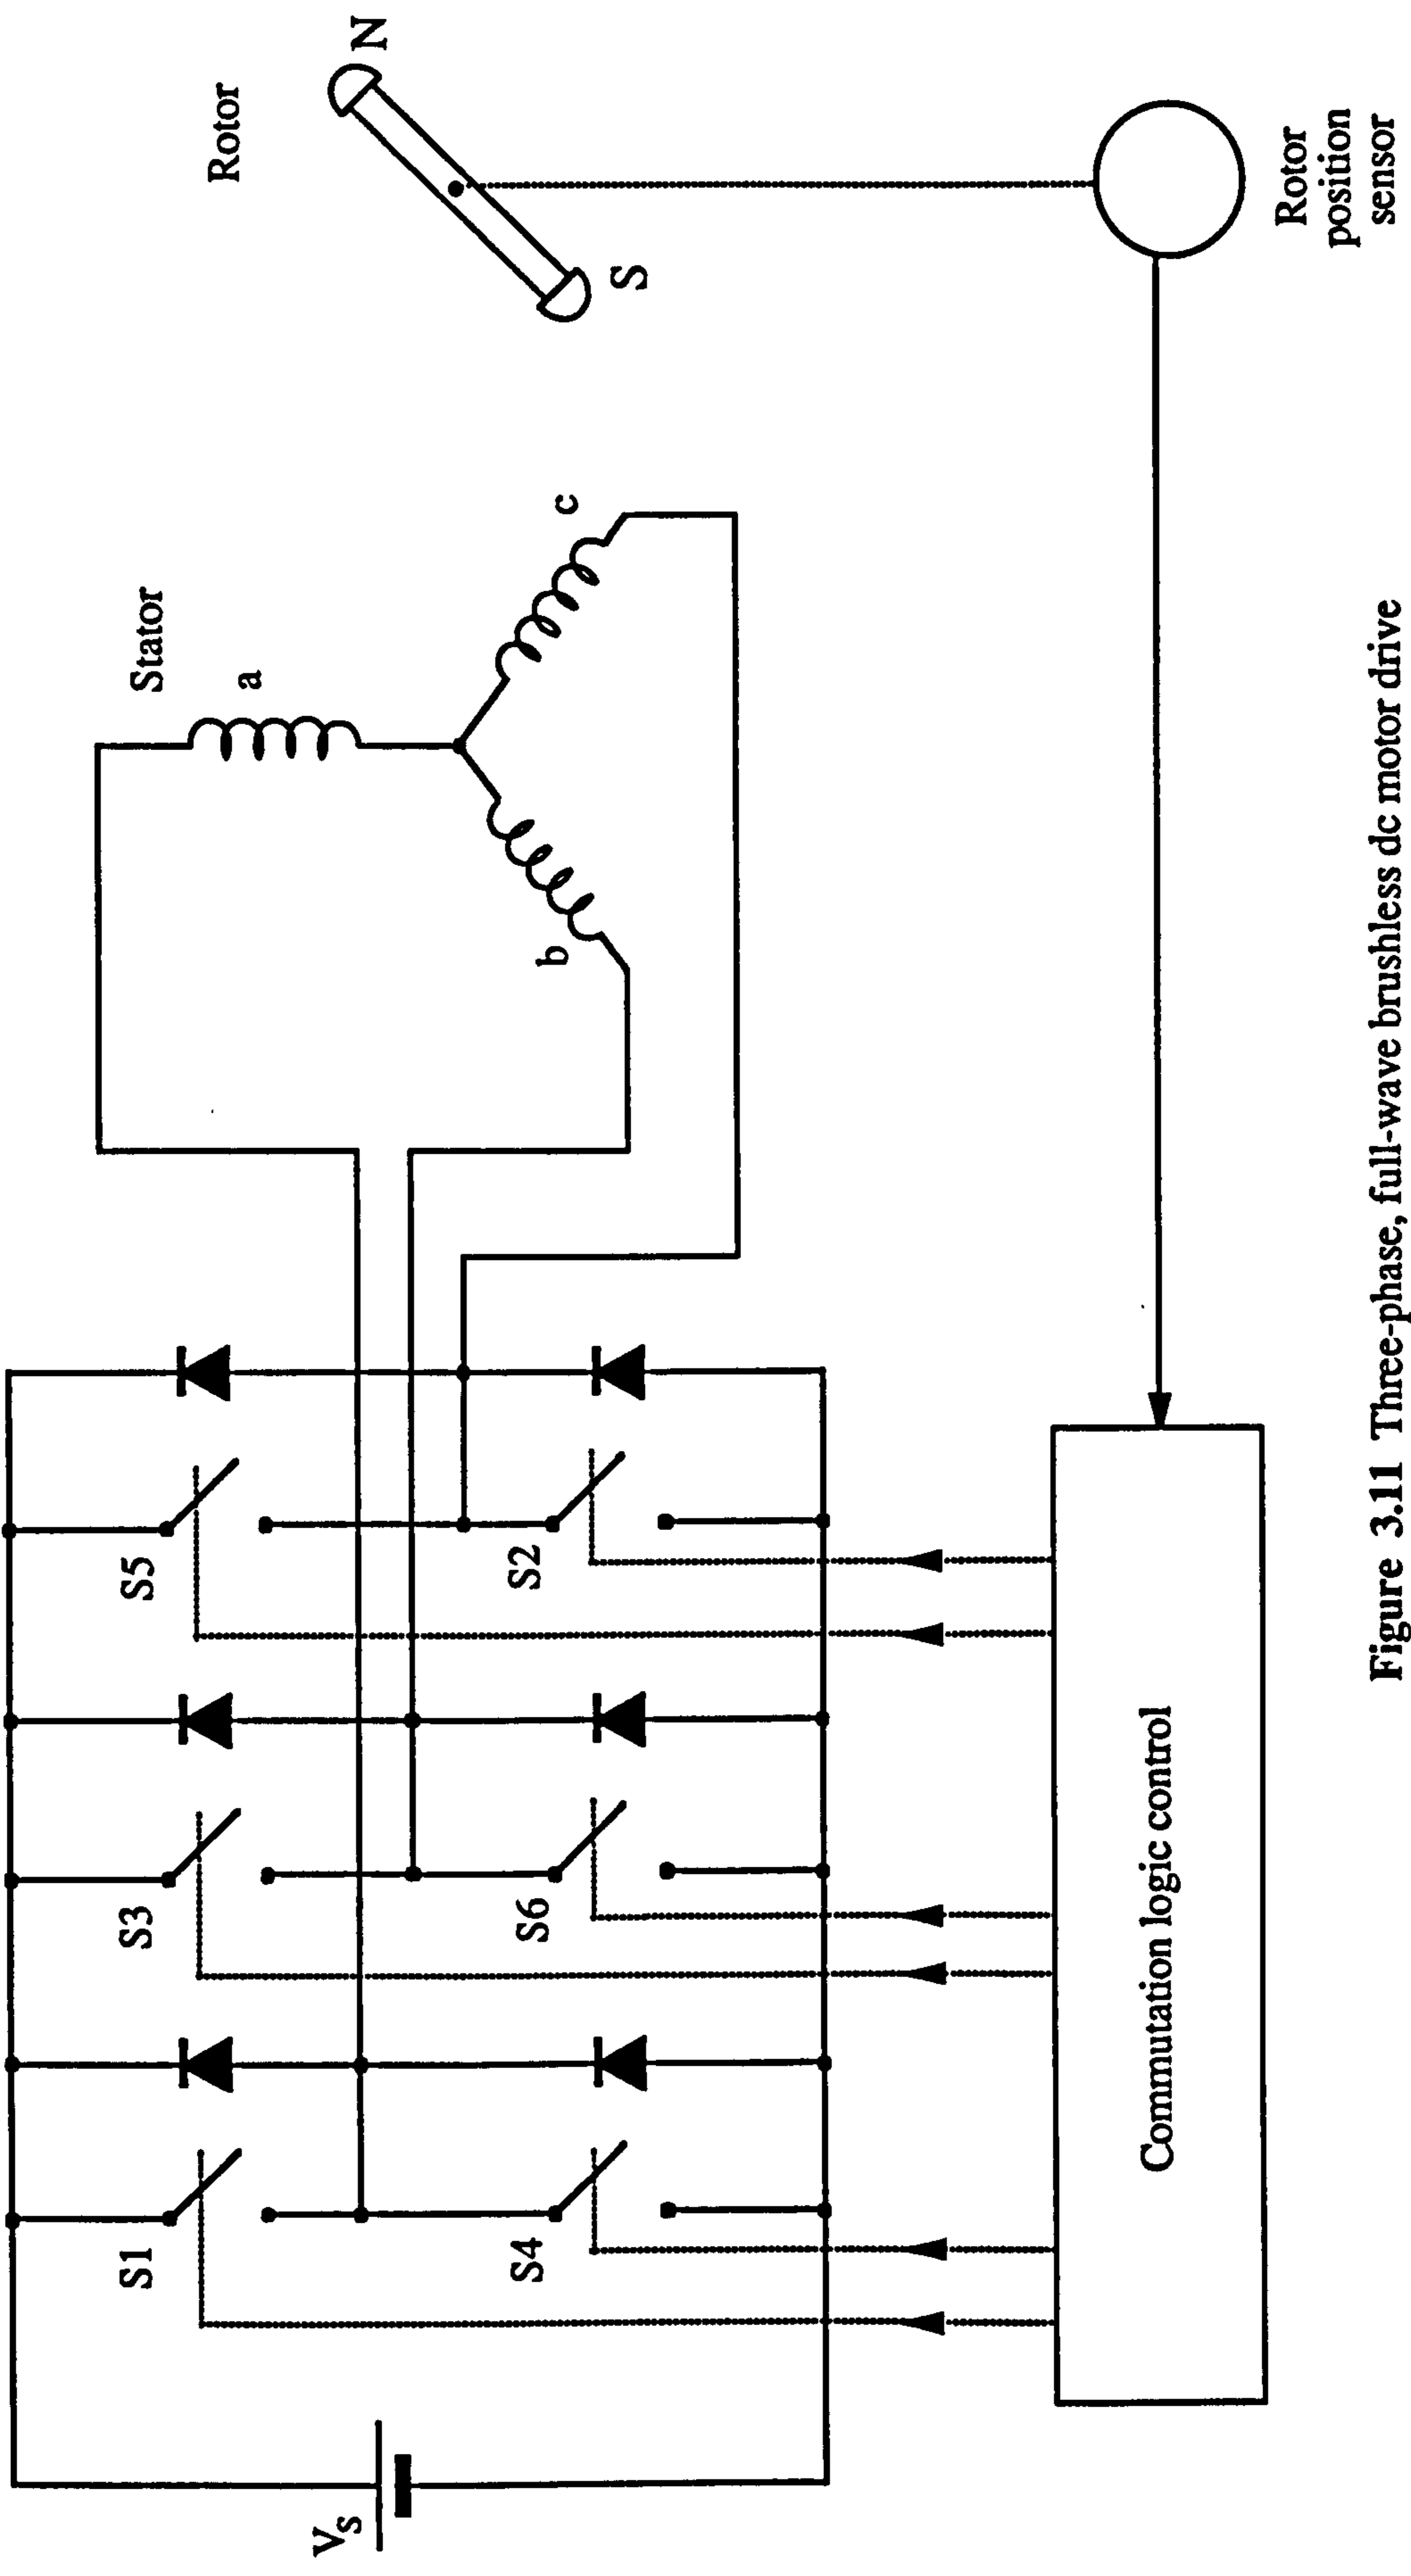 Rotor
N
S
Stator
a
b
c
S5
S2
S3
S6
S1
S4
Vs
Rotor
position
sensor
Commutation logic control
Figure 3.11 Three-phase, full-wave brushless dc motor drive